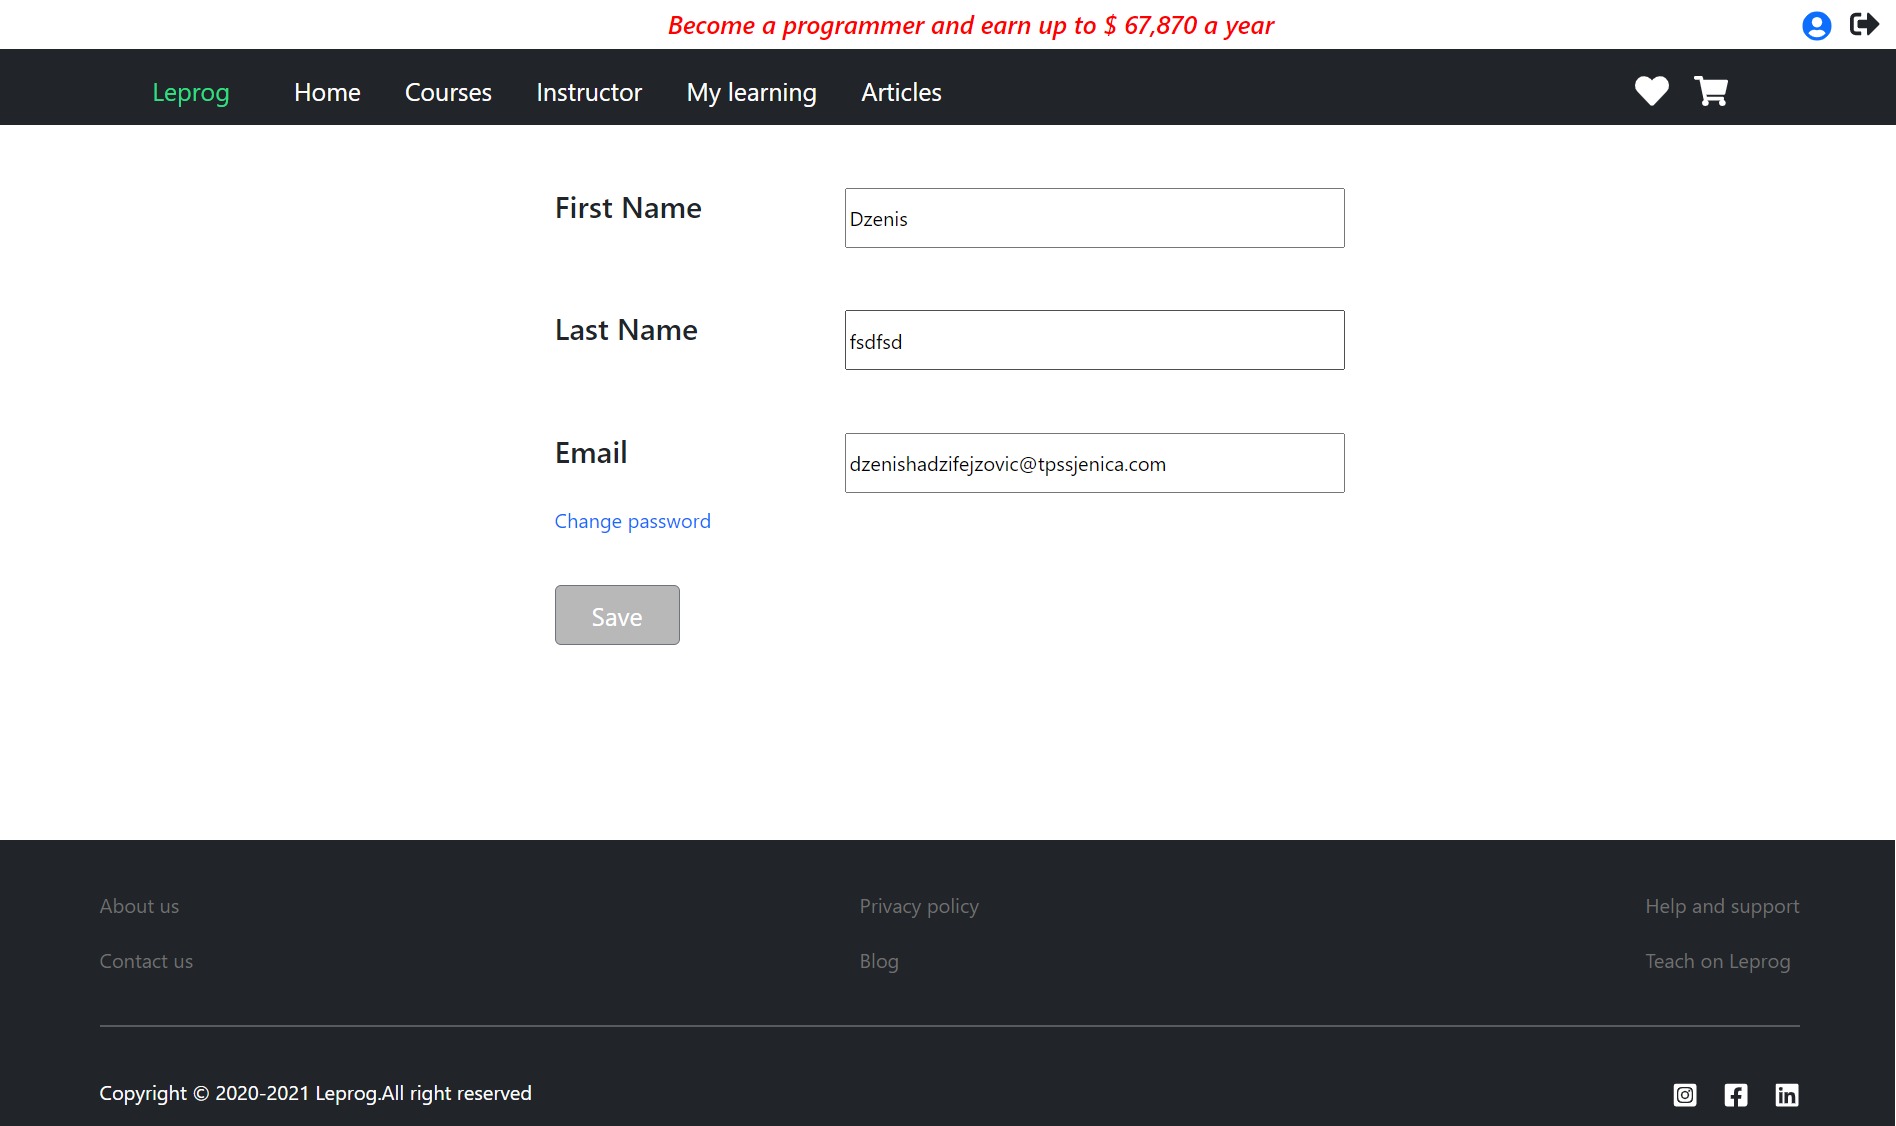 Become a programmer and earn up to $ 67,870 a year
Leprog Home Courses Instructor My learning Articles
First Name Dzenis
Last Name fsdfsd
Email dzenishadzifejzovic@tpssjenica.com
Change password
Save
About us Privacy policy Help and support
Contact us Blog Teach on Leprog
Copyright © 2020-2021 Leprog.All right reserved